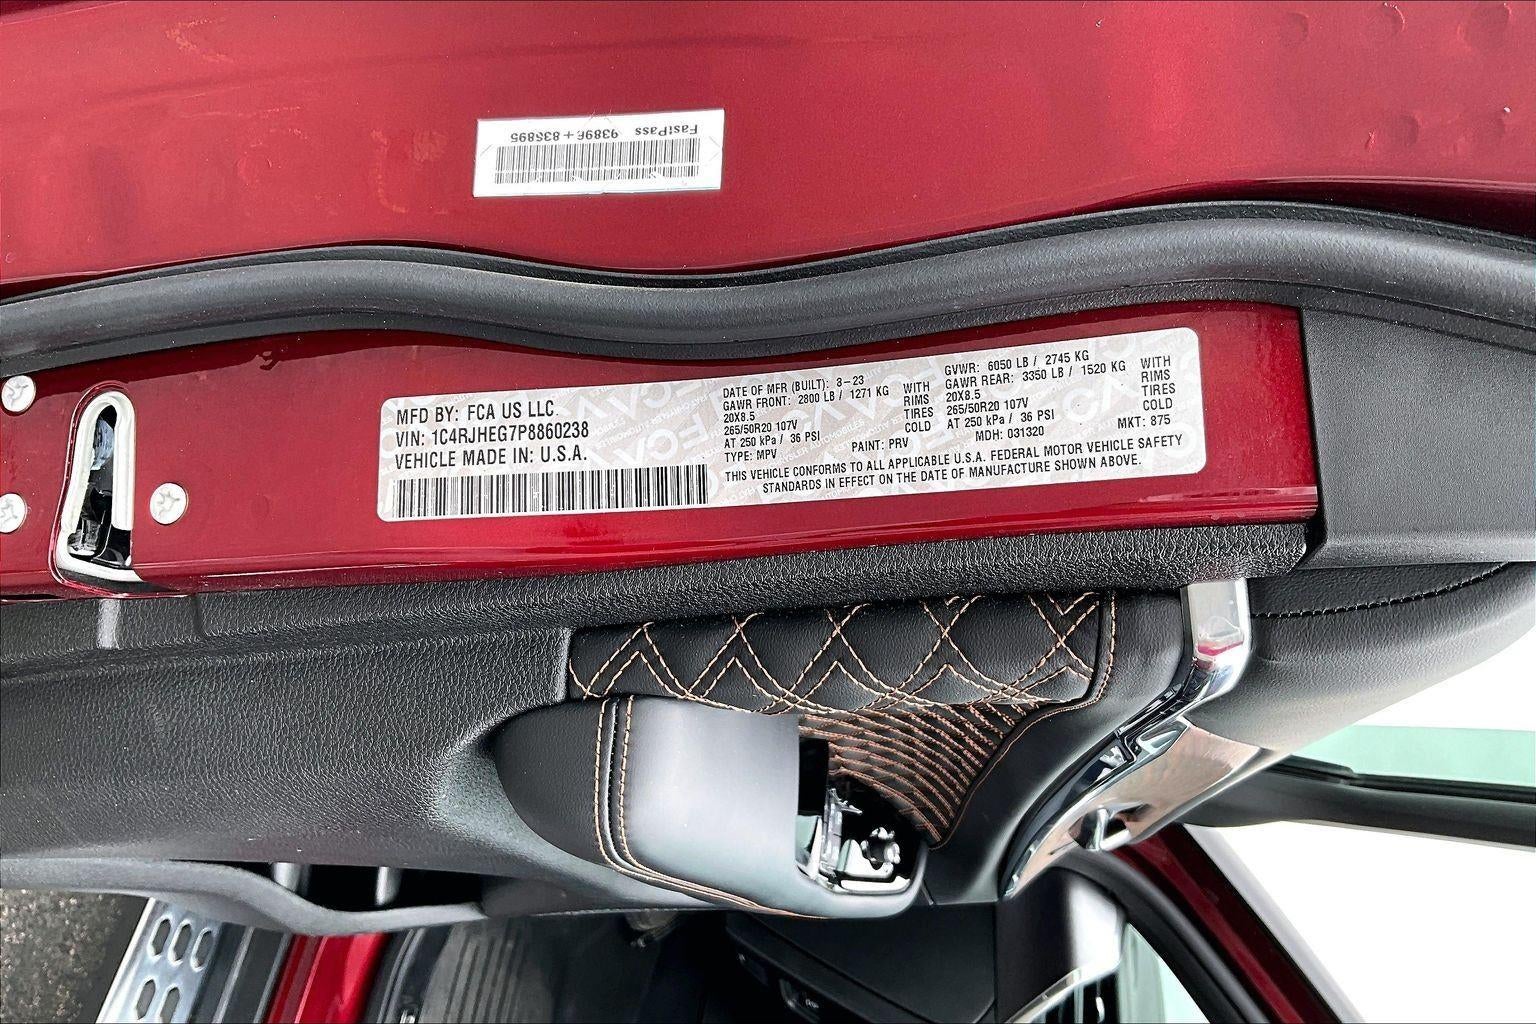 FastPass 93896+835895
MFD BY: FCA US LLC.
VIN: 1C4RJHEG7P8860238
VEHICLE MADE IN: U.S.A.
DATE OF MFR (BUILT): 3-23
GAWR FRONT: 2800 LB / 1271 KG WITH
20X8.5 RIMS
265/50R20 107V TIRES
AT 250 kPa / 36 PSI COLD
TYPE: MPV
PAINT: PRV
GVWR: 6050 LB / 2745 KG
GAWR REAR: 3350 LB / 1520 KG WITH
20X8.5 RIMS
265/50R20 107V TIRES
AT 250 kPa / 36 PSI COLD
MDH: 031320
MKT: 875
THIS VEHICLE CONFORMS TO ALL APPLICABLE U.S.A. FEDERAL MOTOR VEHICLE SAFETY
STANDARDS IN EFFECT ON THE DATE OF MANUFACTURE SHOWN ABOVE.